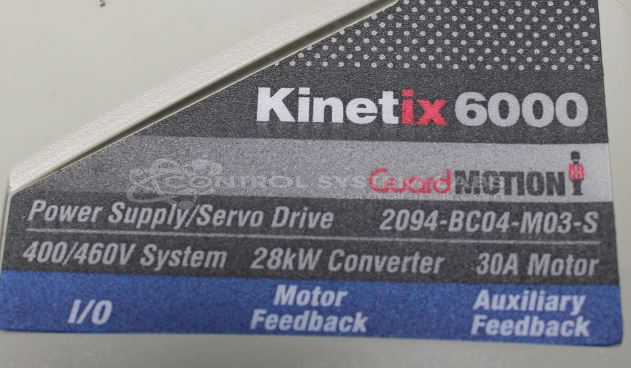 Kinetix 6000
GuardMOTION
Power Supply/Servo Drive 2094-BC04-M03-S
400/460V System 28kW Converter 30A Motor
I/O Motor Feedback Auxiliary Feedback